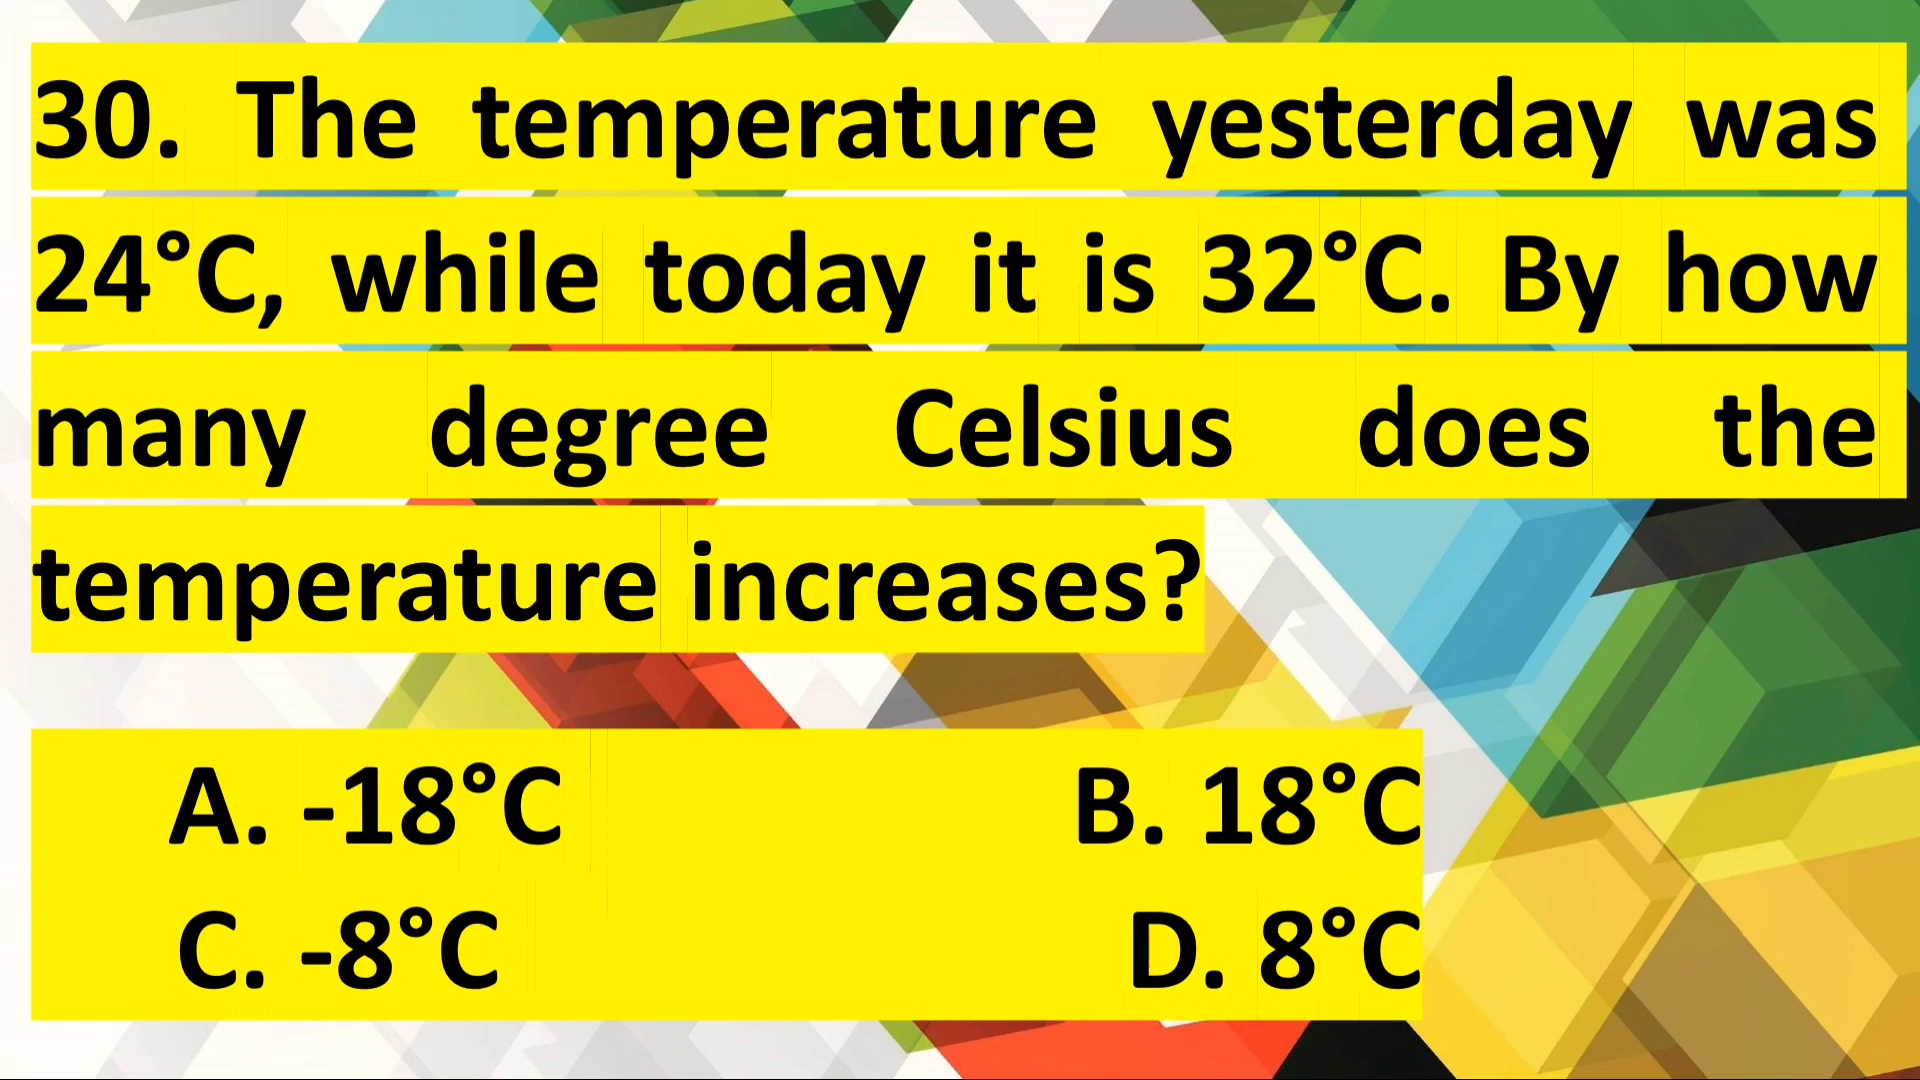 30. The temperature yesterday was
24°C, while today it is 32°C. By how
many degree Celsius does the
temperature increases?
A. -18°C B. 18°C
C. -8°C D. 8°C